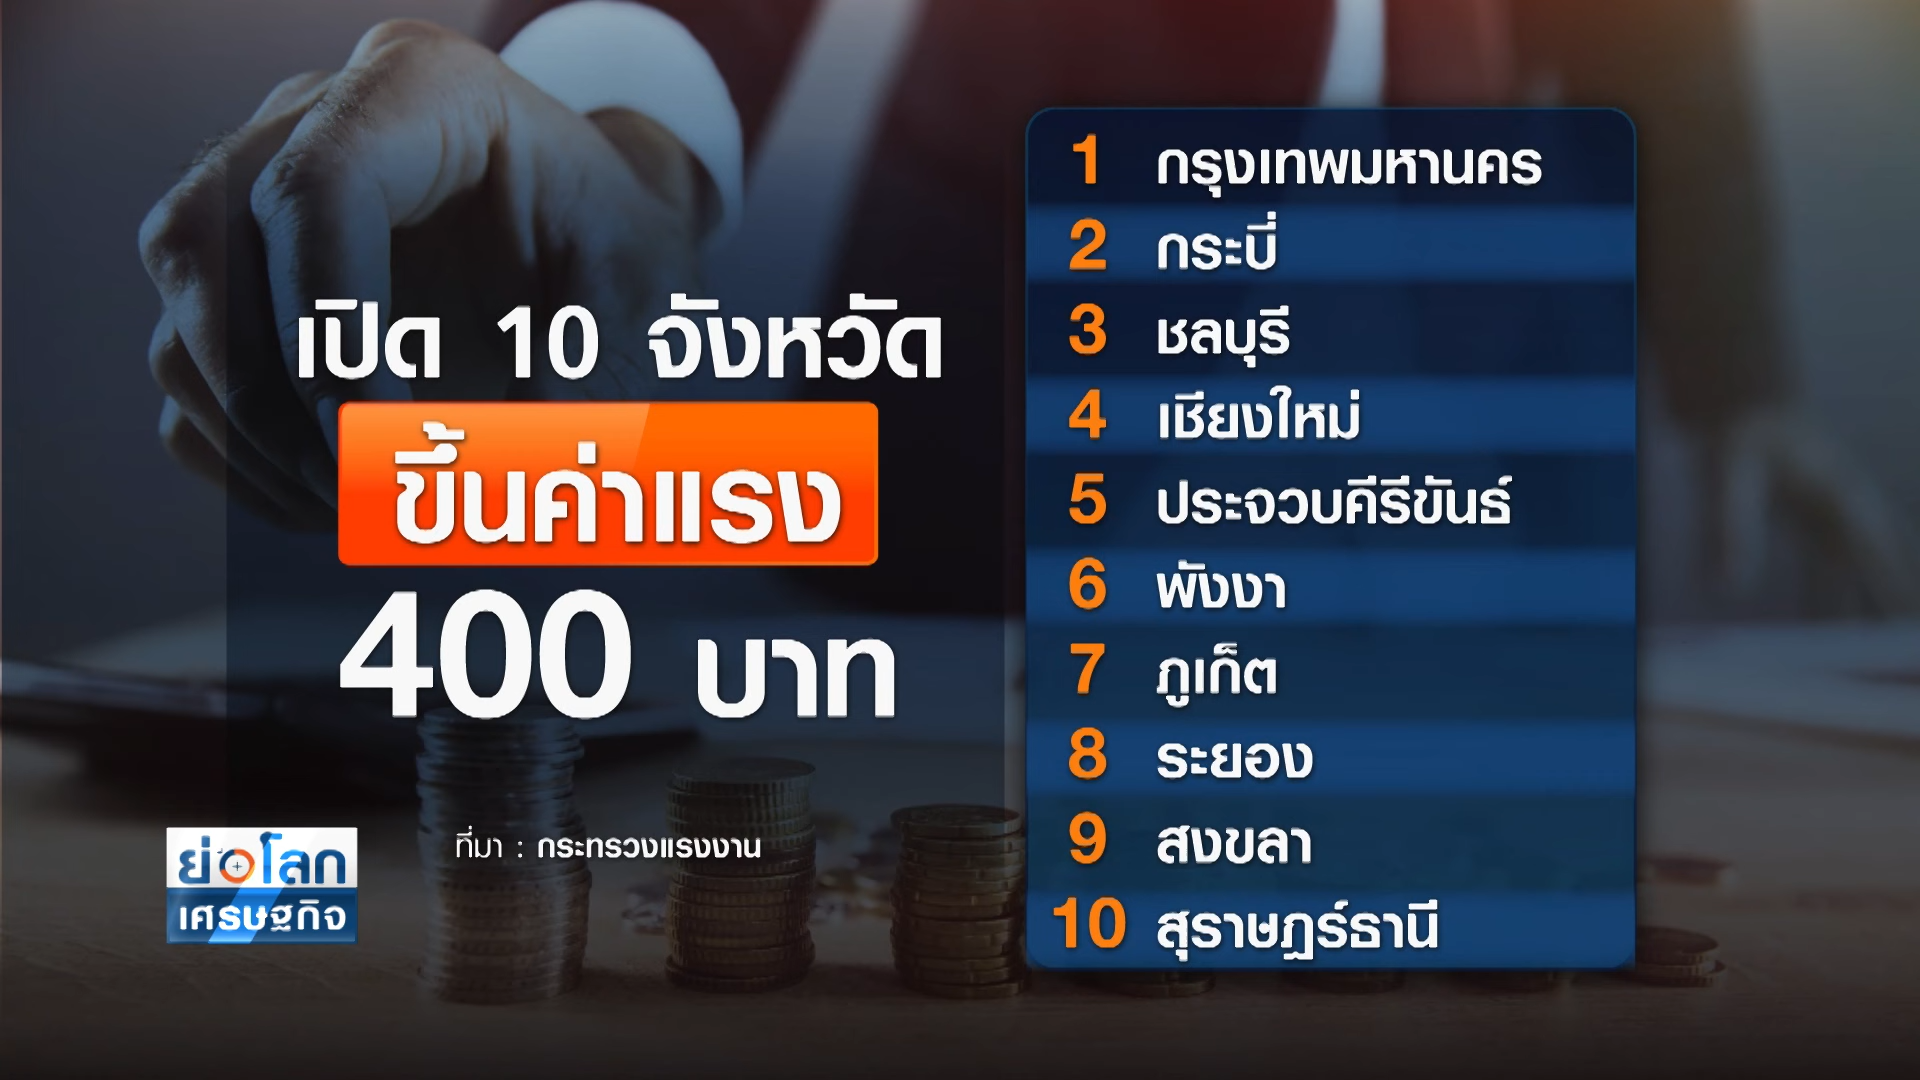 เปิด 10 จังหวัด
ขึ้นค่าแรง
400 บาท
ที่มา : กระทรวงแรงงาน
ย่อโลก
เศรษฐกิจ
1 กรุงเทพมหานคร
2 กระบี่
3 ชลบุรี
4 เชียงใหม่
5 ประจวบคีรีขันธ์
6 พังงา
7 ภูเก็ต
8 ระยอง
9 สงขลา
10 สุราษฎร์ธานี